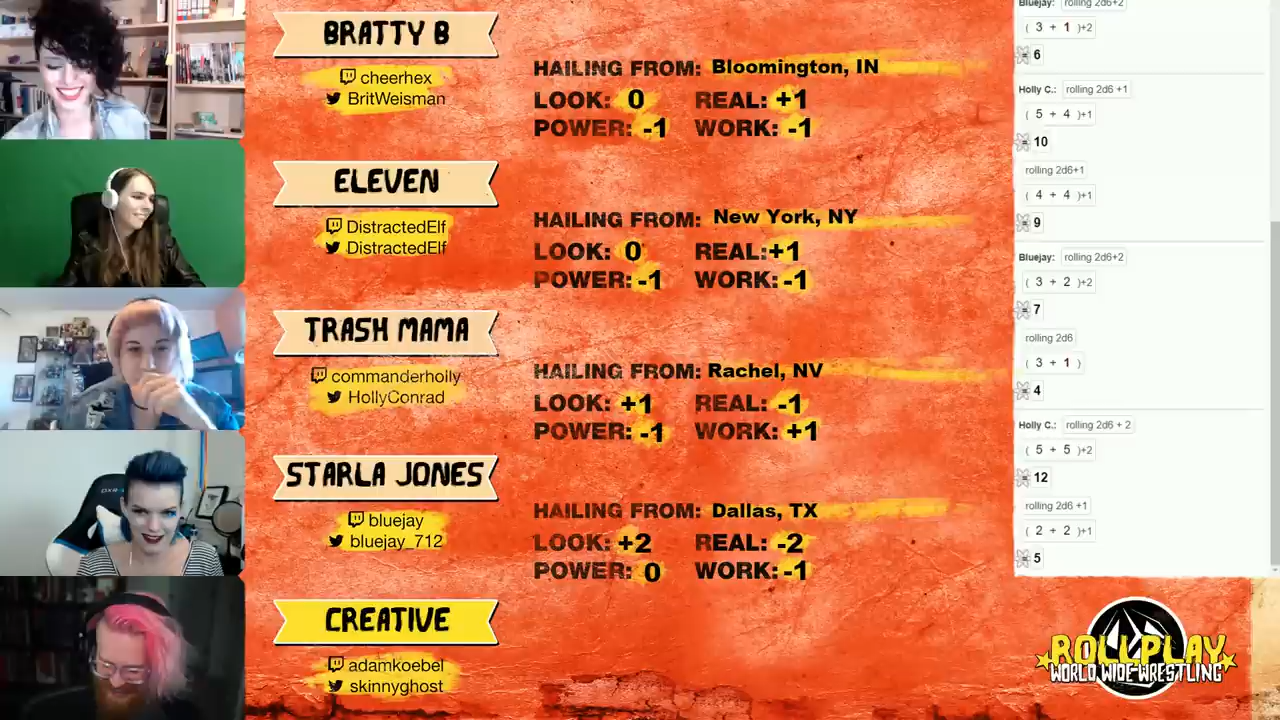 BRATTY B
cheerhex
BritWeisman
HAILING FROM: Bloomington, IN
LOOK: 0 REAL: +1
POWER: -1 WORK: -1
ELEVEN
DistractedElf
DistractedElf
HAILING FROM: New York, NY
LOOK: 0 REAL: +1
POWER: -1 WORK: -1
TRASH MAMA
commanderholly
HollyConrad
HAILING FROM: Rachel, NV
LOOK: +1 REAL: -1
POWER: -1 WORK: +1
STARLA JONES
bluejay
bluejay_712
HAILING FROM: Dallas, TX
LOOK: +2 REAL: -2
POWER: 0 WORK: -1
CREATIVE
adamkoebel
skinnyghost
Bluejay: rolling 2d6+2
( 3 + 1 )+2
= 6
Holly C.: rolling 2d6 +1
( 5 + 4 )+1
= 10
rolling 2d6+1
( 4 + 4 )+1
= 9
Bluejay: rolling 2d6+2
( 3 + 2 )+2
= 7
rolling 2d6
( 3 + 1 )
= 4
Holly C.: rolling 2d6 + 2
( 5 + 5 )+2
= 12
rolling 2d6 +1
( 2 + 2 )+1
= 5
ROLLPLAY
WORLD WIDE WRESTLING